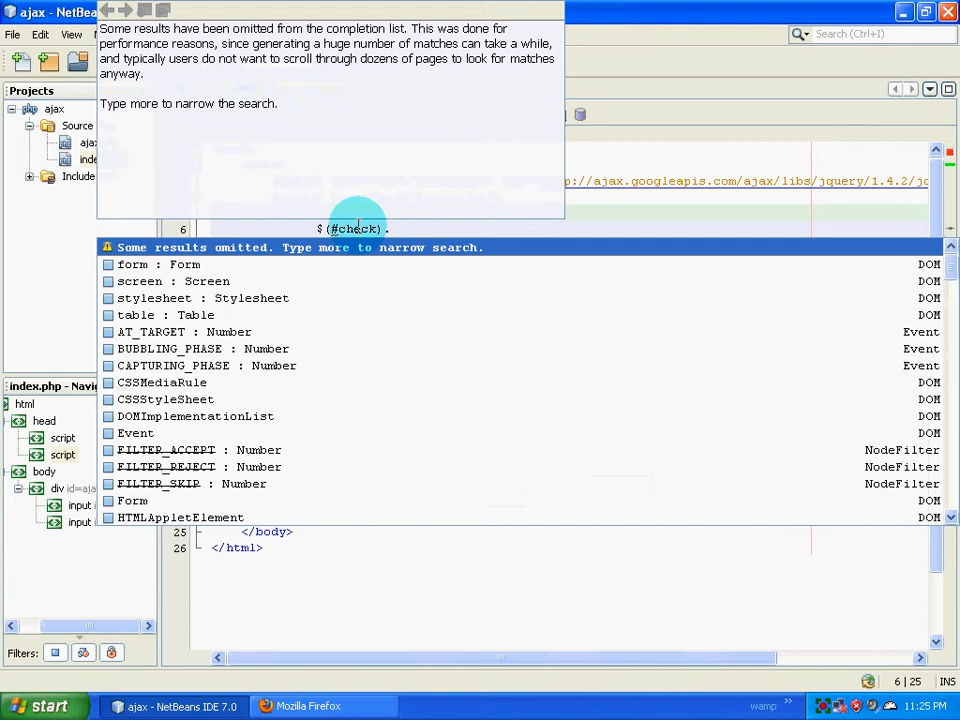 ajax - NetBe
File Edit View
Search (Ctrl+I)
Some results have been omitted from the completion list. This was done for
performance reasons, since generating a huge number of matches can take a while,
and typically users do not want to scroll through dozens of pages to look for matches
anyway.
Type more to narrow the search.
Projects
ajax
Source
ajax
inde
Includ
p://ajax.googleapis.com/ajax/libs/jquery/1.4.2/jq
6 $(#check).
Some results omitted. Type more to narrow search.
form : Form DOM
screen : Screen DOM
stylesheet : Stylesheet DOM
table : Table DOM
AT_TARGET : Number Event
BUBBLING_PHASE : Number Event
CAPTURING_PHASE : Number Event
CSSMediaRule DOM
CSSStyleSheet DOM
DOMImplementationList DOM
Event DOM
FILTER_ACCEPT : Number NodeFilter
FILTER_REJECT : Number NodeFilter
FILTER_SKIP : Number NodeFilter
Form DOM
HTMLAppletElement DOM
index.php - Navig
html
head
script
script
body
div id=aja
input i
input i
25 </body>
26 </html>
Filters:
6 | 25 INS
start
ajax - NetBeans IDE 7.0
Mozilla Firefox
wamp
»
11:25 PM